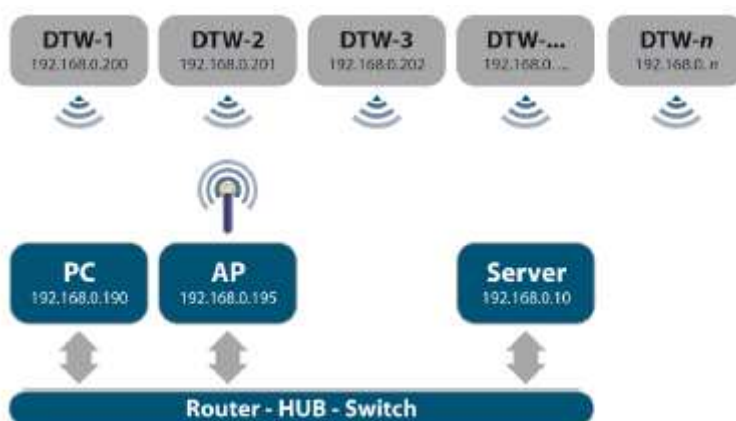 DTW-1
192.168.0.200
DTW-2
192.168.0.201
DTW-3
192.168.0.202
DTW-...
192.168.0. ...
DTW-n
192.168.0. n
PC
192.168.0.190
AP
192.168.0.195
Server
192.168.0.10
Router - HUB - Switch